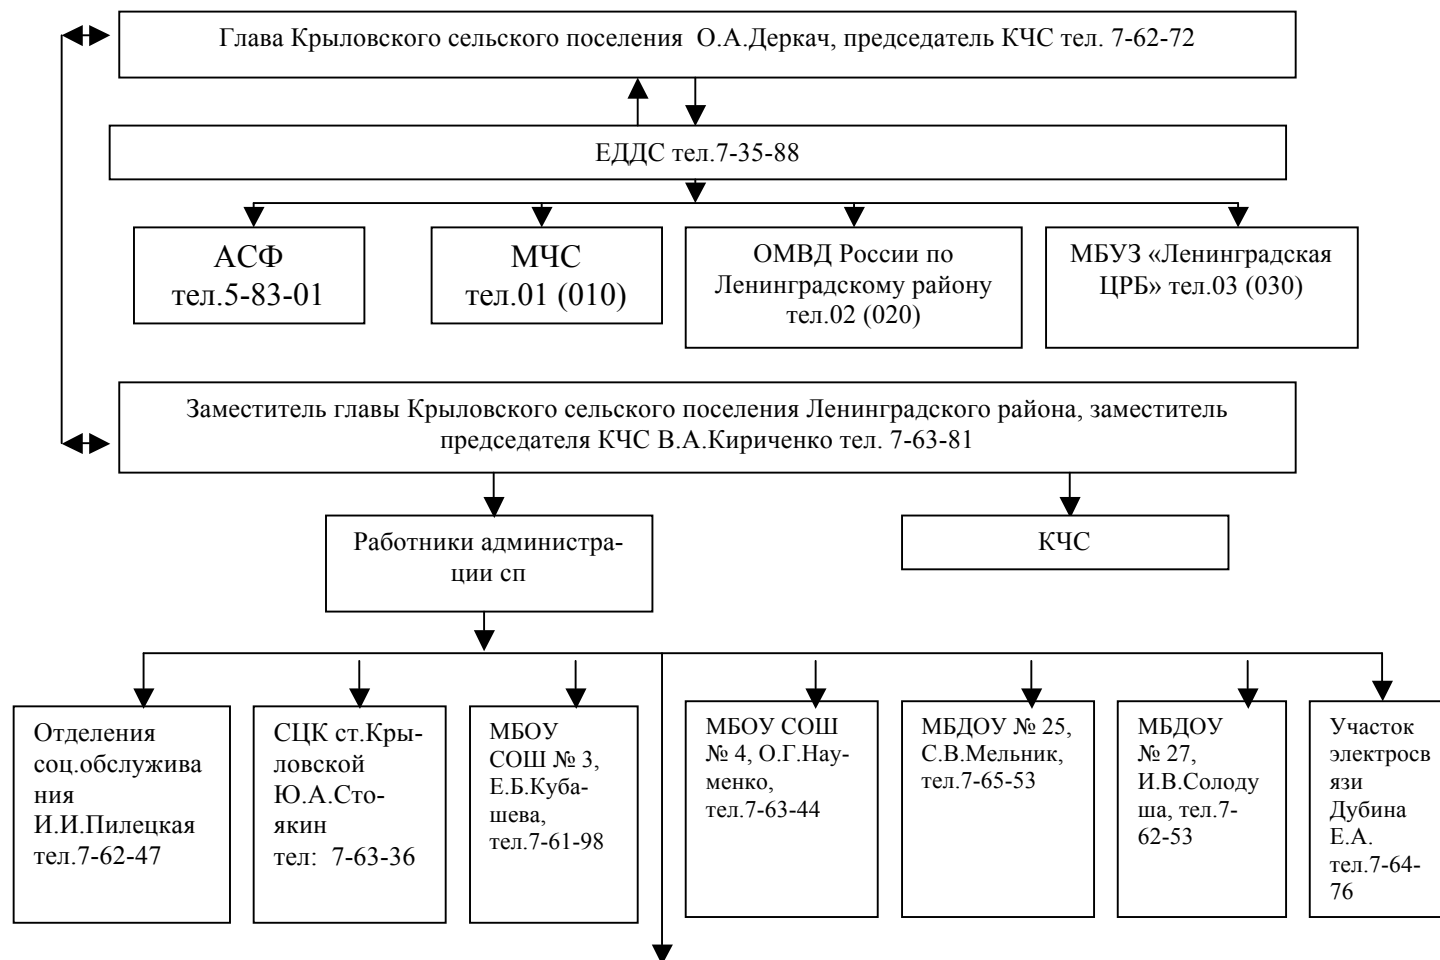 Глава Крыловского сельского поселения О.А.Деркач, председатель КЧС тел. 7-62-72
ЕДДС тел.7-35-88
АСФ
тел.5-83-01
МЧС
тел.01 (010)
ОМВД России по
Ленинградскому району
тел.02 (020)
МБУЗ «Ленинградская
ЦРБ» тел.03 (030)
Заместитель главы Крыловского сельского поселения Ленинградского района, заместитель
председателя КЧС В.А.Кириченко тел. 7-63-81
Работники администра-
ции сп
КЧС
Отделения
соц.обслужива
ния
И.И.Пилецкая
тел.7-62-47
СЦК ст.Кры-
ловской
Ю.А.Сто-
якин
тел: 7-63-36
МБОУ
СОШ № 3,
Е.Б.Куба-
шева,
тел.7-61-98
МБОУ СОШ
№ 4, О.Г.Нау-
менко,
тел.7-63-44
МБДОУ № 25,
С.В.Мельник,
тел.7-65-53
МБДОУ
№ 27,
И.В.Солоду
ша, тел.7-
62-53
Участок
электросв
язи
Дубина
Е.А.
тел.7-64-
76